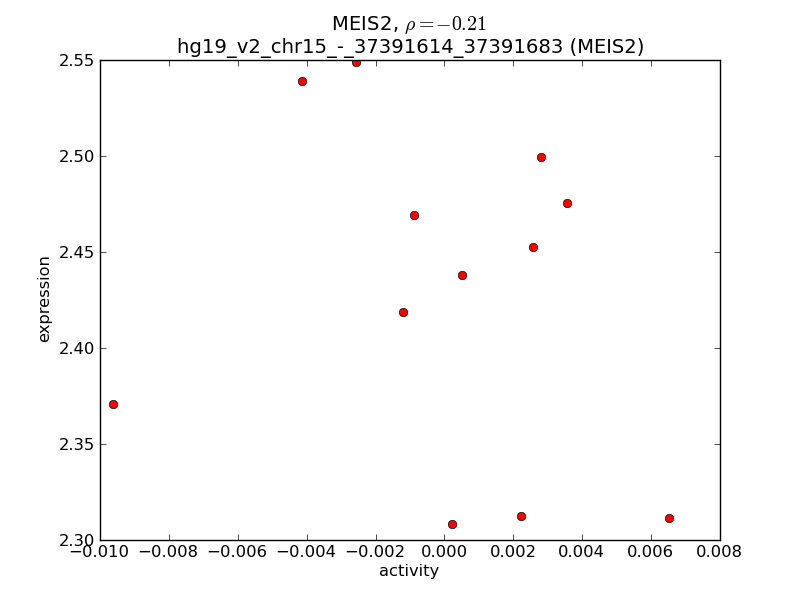 MEIS2, ρ=−0.21
hg19_v2_chr15_-_37391614_37391683 (MEIS2)
2.55
2.50
2.45
2.40
2.35
2.30
expression
−0.010 −0.008 −0.006 −0.004 −0.002 0.000 0.002 0.004 0.006 0.008
activity